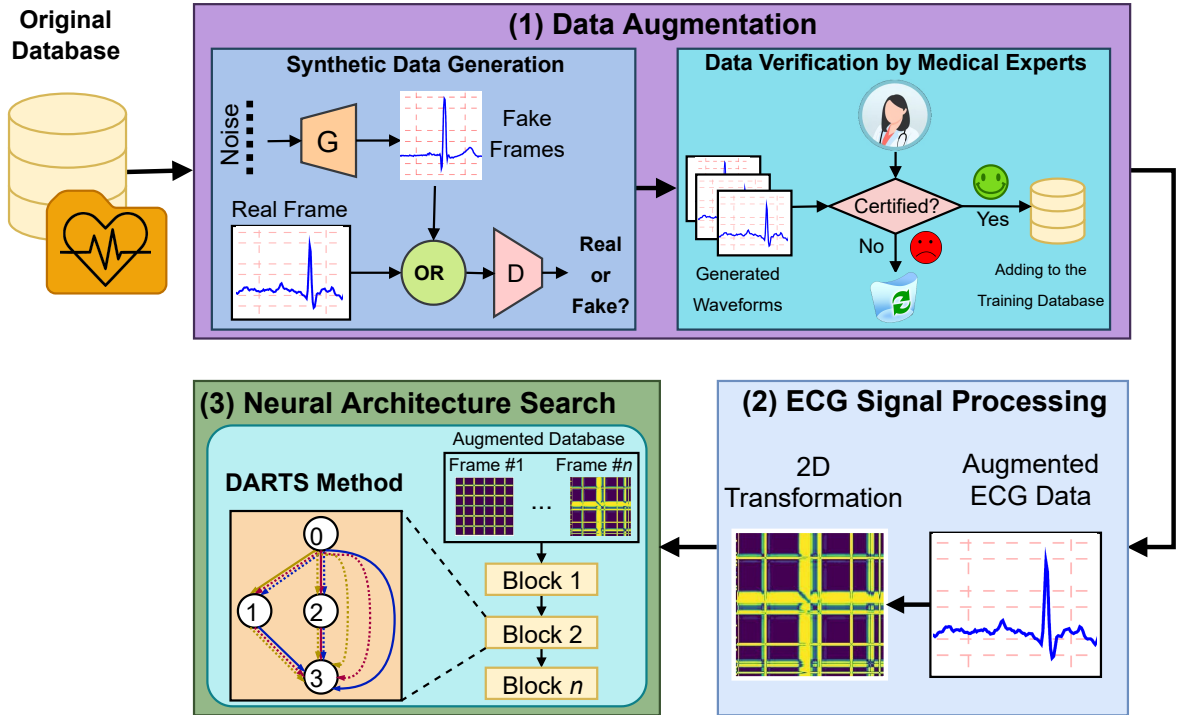 Original
Database
(1) Data Augmentation
Synthetic Data Generation
Noise
G
Fake
Frames
Real Frame
OR
D
Real
or
Fake?
Data Verification by Medical Experts
Certified?
Yes
No
Generated
Waveforms
Adding to the
Training Database
(2) ECG Signal Processing
2D
Transformation
Augmented
ECG Data
(3) Neural Architecture Search
Augmented Database
Frame #1
Frame #n
...
DARTS Method
0
1
2
3
Block 1
Block 2
Block n